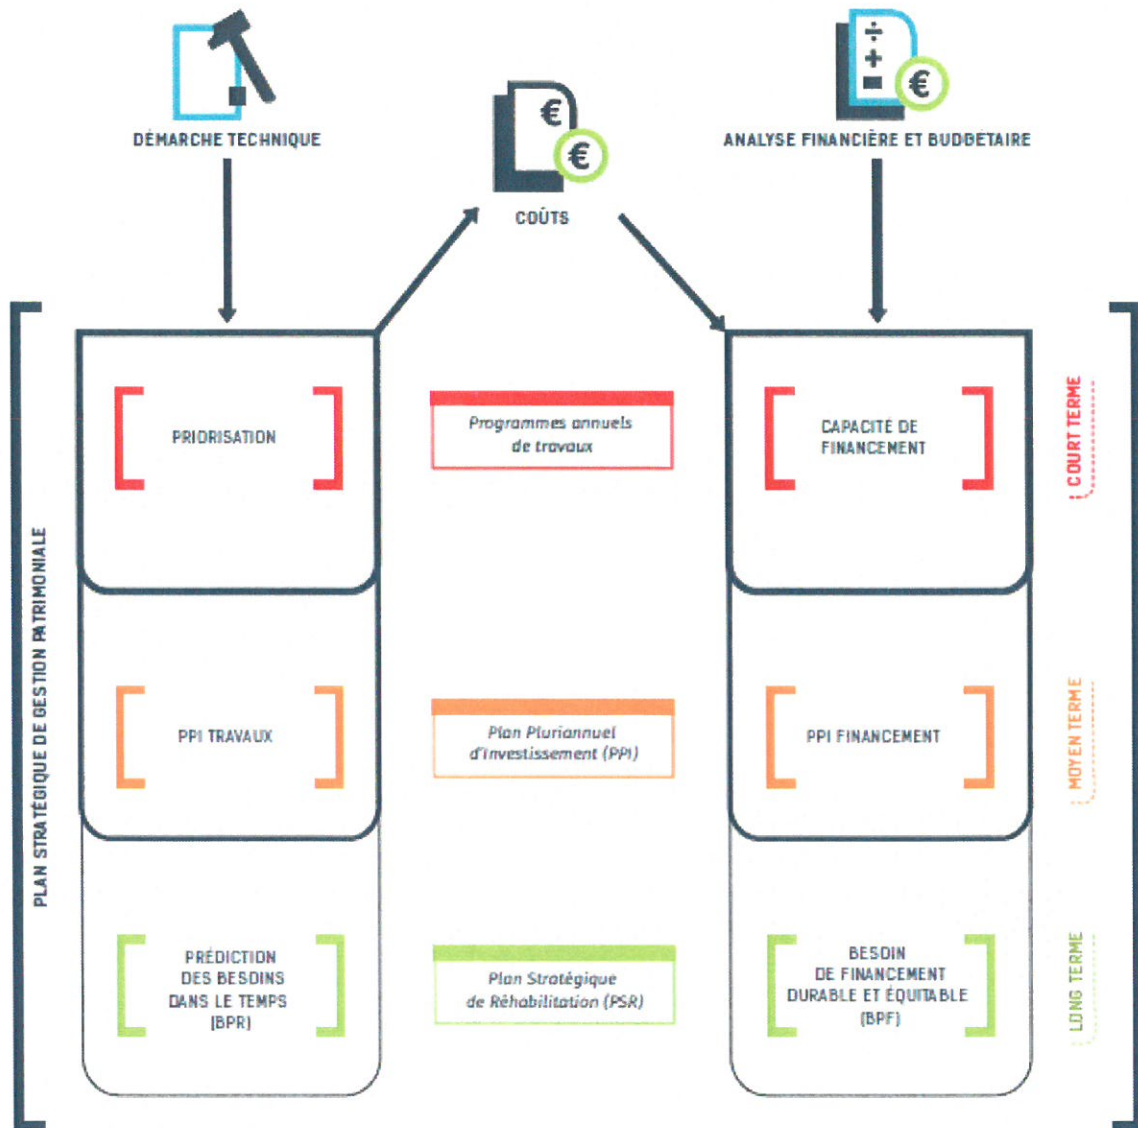 DÉMARCHE TECHNIQUE
€
€
COÛTS
÷
+
€
ANALYSE FINANCIÈRE ET BUDGÉTAIRE
PLAN STRATÉGIQUE DE GESTION PATRIMONIALE
PRIORISATION
Programmes annuels
de travaux
CAPACITÉ DE
FINANCEMENT
COURT TERME
PPI TRAVAUX
Plan Pluriannuel
d'Investissement (PPI)
PPI FINANCEMENT
MOYEN TERME
PRÉDICTION
DES BESOINS
DANS LE TEMPS
(BPR)
Plan Stratégique
de Réhabilitation (PSR)
BESOIN
DE FINANCEMENT
DURABLE ET ÉQUITABLE
(BPF)
LONG TERME